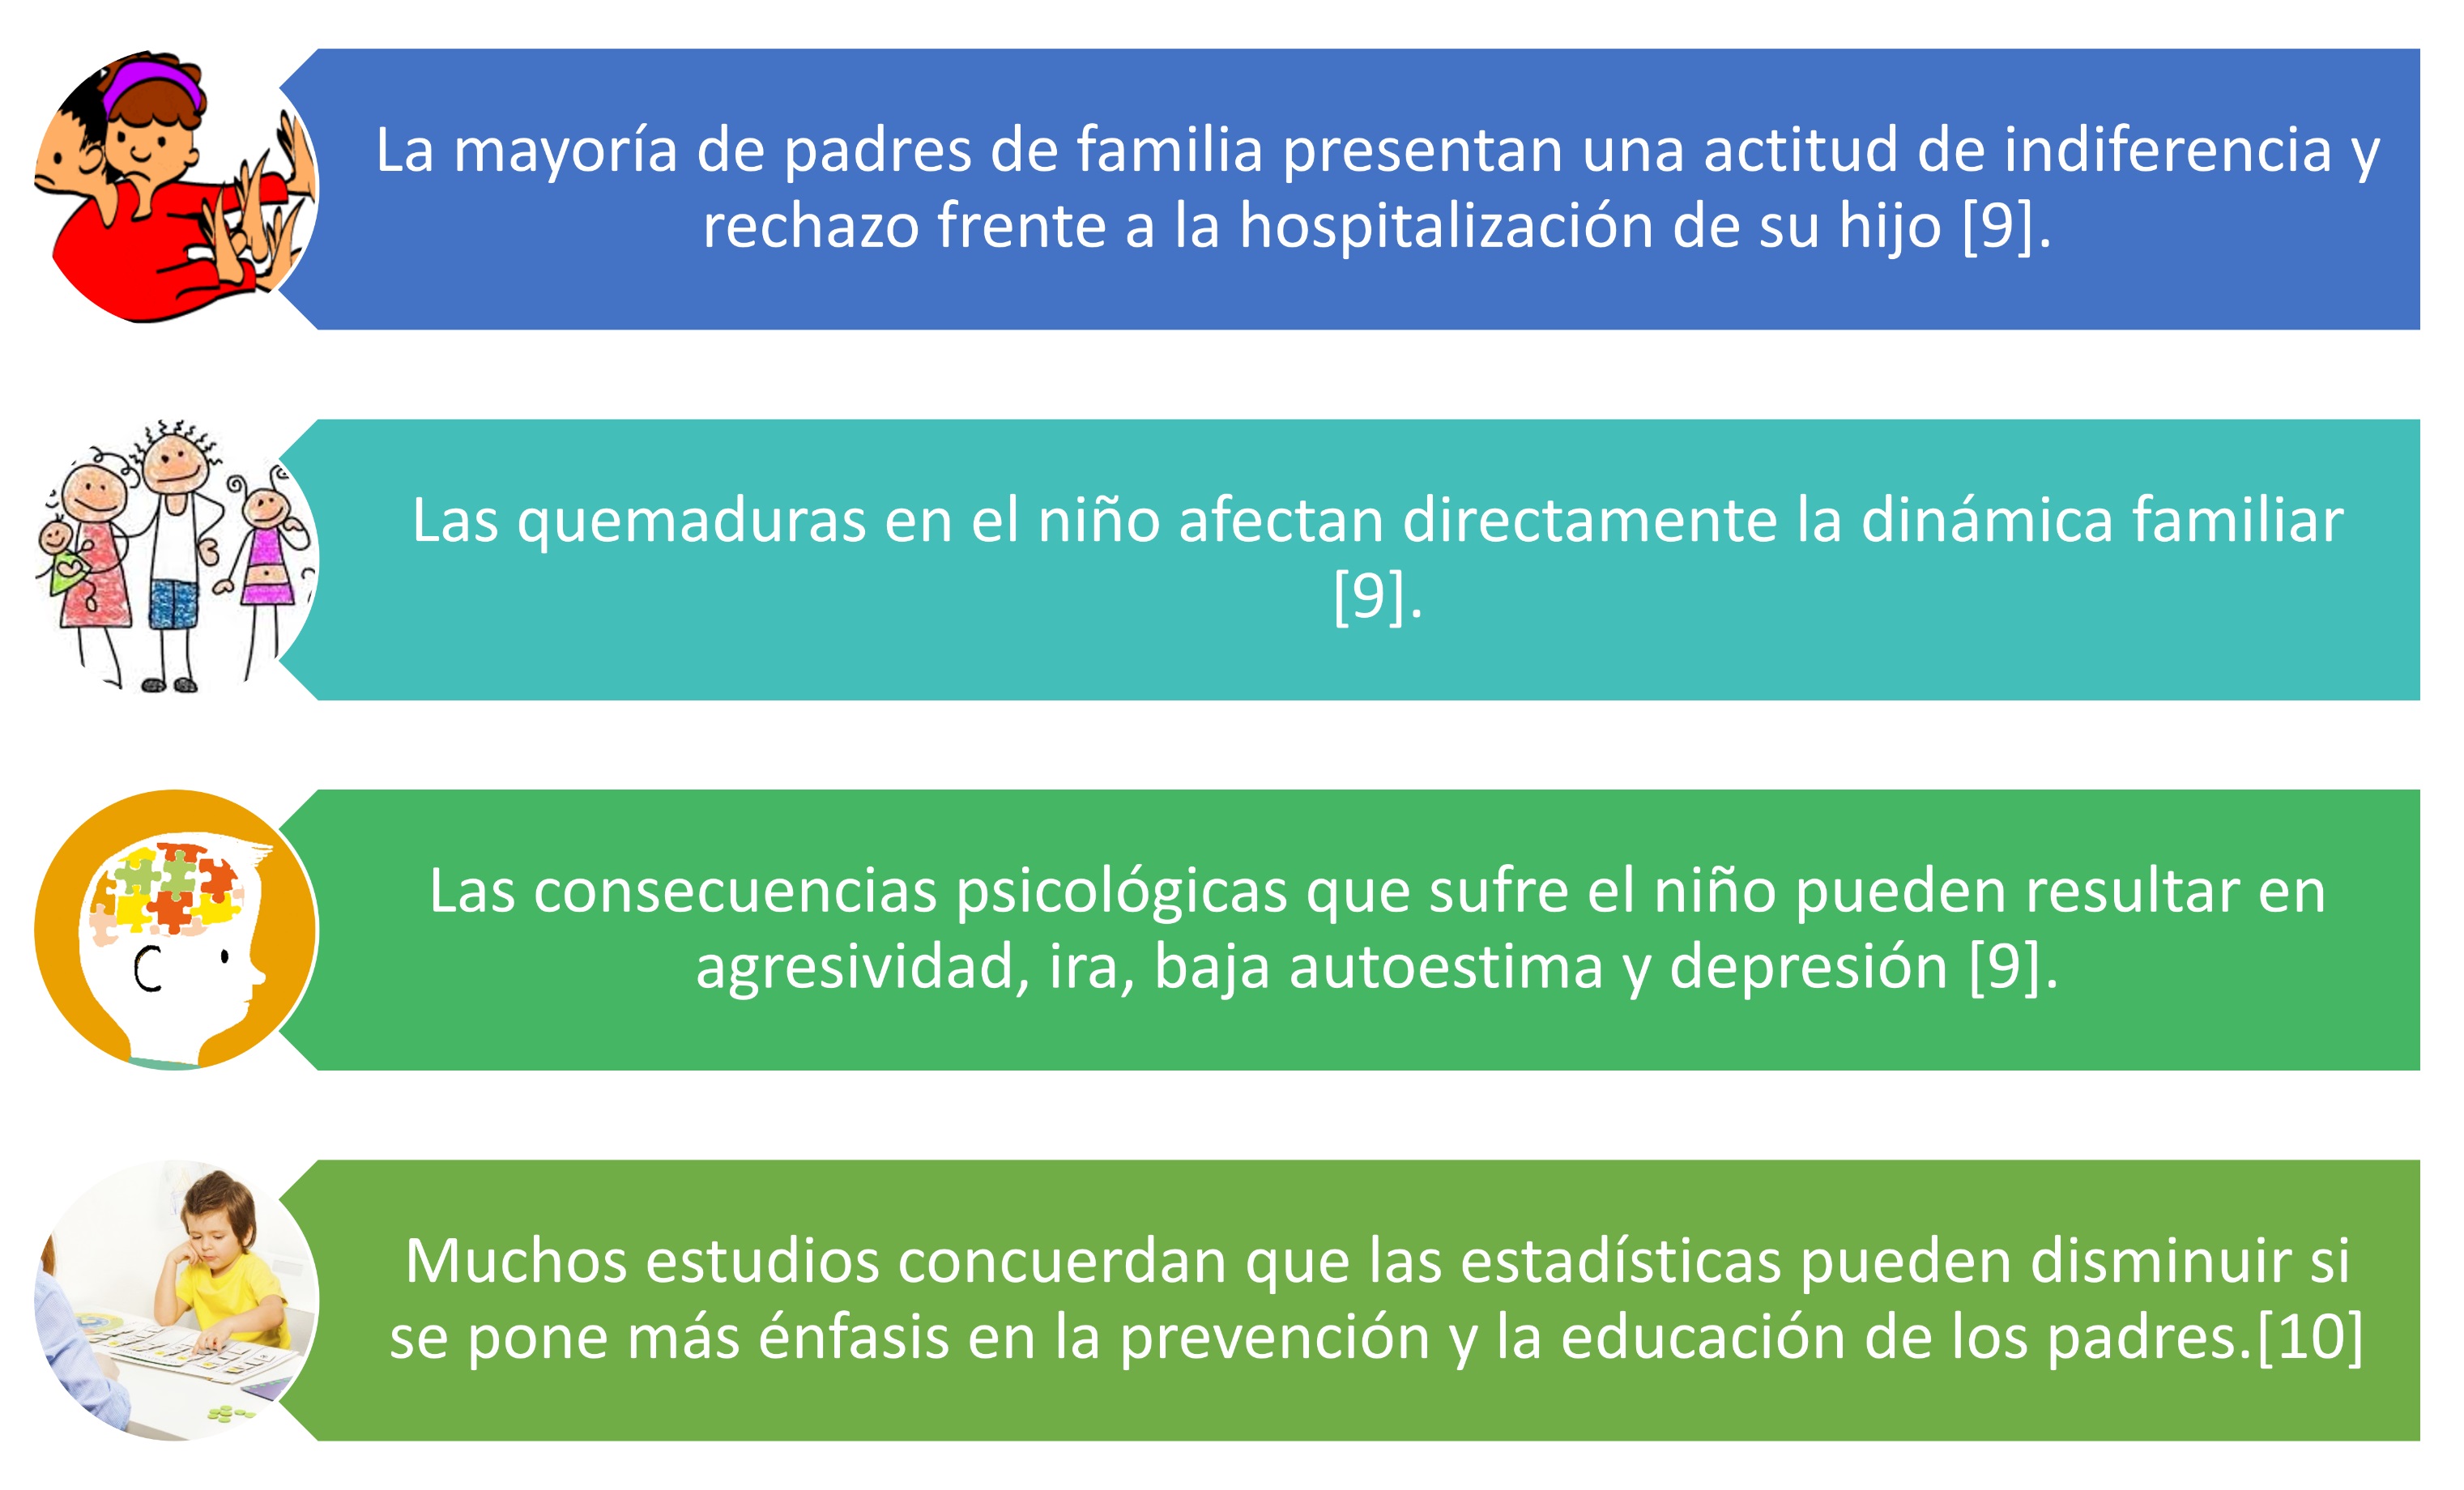 La mayoría de padres de familia presentan una actitud de indiferencia y
rechazo frente a la hospitalización de su hijo [9].
Las quemaduras en el niño afectan directamente la dinámica familiar
[9].
Las consecuencias psicológicas que sufre el niño pueden resultar en
agresividad, ira, baja autoestima y depresión [9].
Muchos estudios concuerdan que las estadísticas pueden disminuir si
se pone más énfasis en la prevención y la educación de los padres.[10]